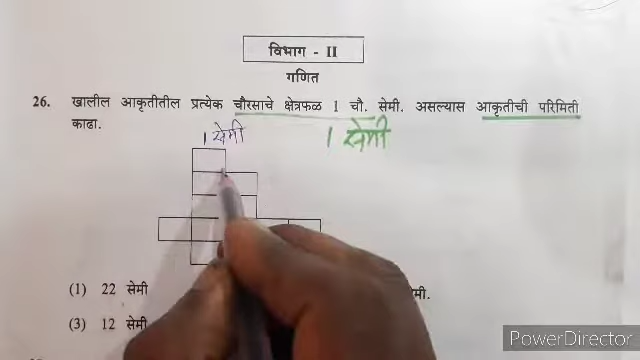 विभाग - II
गणित
26. खालील आकृतीतील प्रत्येक चौरसाचे क्षेत्रफळ 1 चौ. सेमी. असल्यास आकृतीची परिमिती
काढा.
1 सेमी
1 सेमी
(1) 22 सेमी
मी.
(3) 12 सेमी
PowerDirector